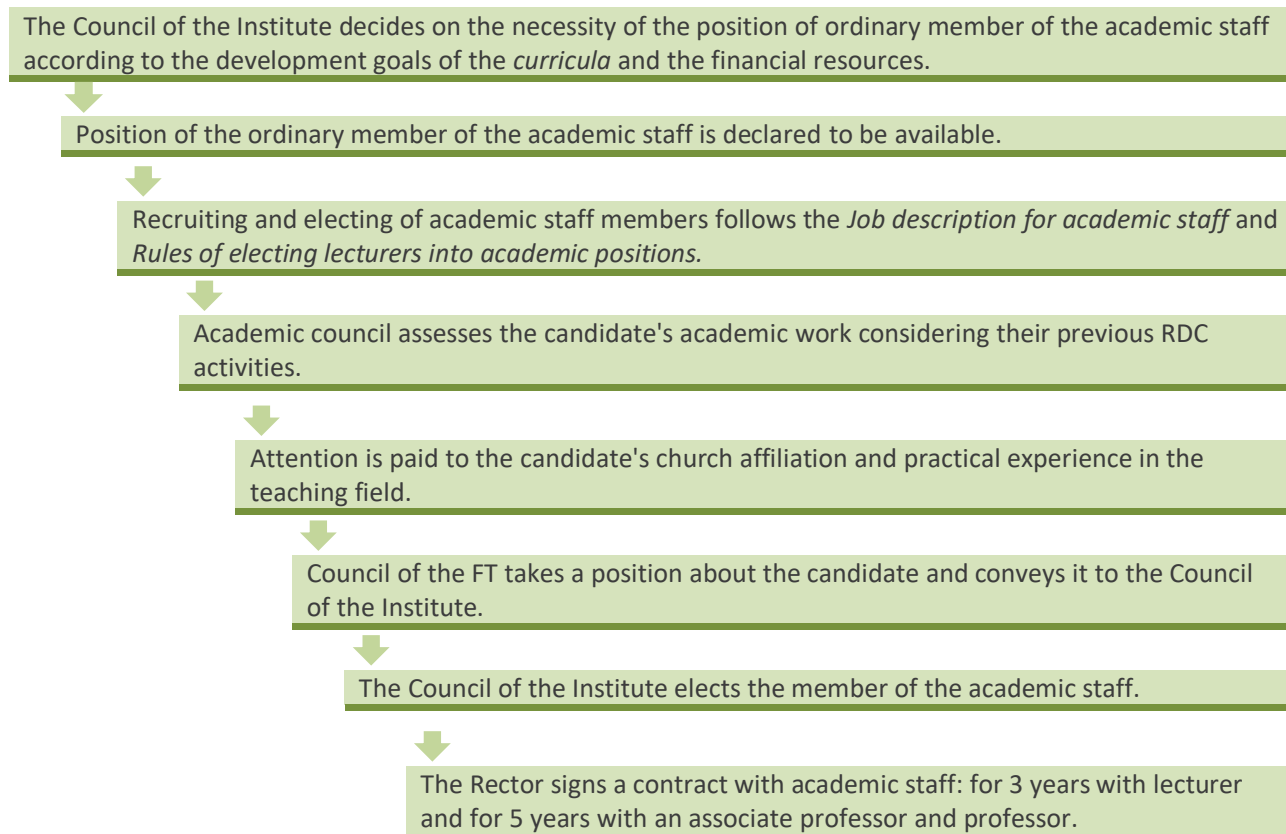 The Council of the Institute decides on the necessity of the position of ordinary member of the academic staff
according to the development goals of the curricula and the financial resources.
Position of the ordinary member of the academic staff is declared to be available.
Recruiting and electing of academic staff members follows the Job description for academic staff and
Rules of electing lecturers into academic positions.
Academic council assesses the candidate's academic work considering their previous RDC
activities.
Attention is paid to the candidate's church affiliation and practical experience in the
teaching field.
Council of the FT takes a position about the candidate and conveys it to the Council
of the Institute.
The Council of the Institute elects the member of the academic staff.
The Rector signs a contract with academic staff: for 3 years with lecturer
and for 5 years with an associate professor and professor.